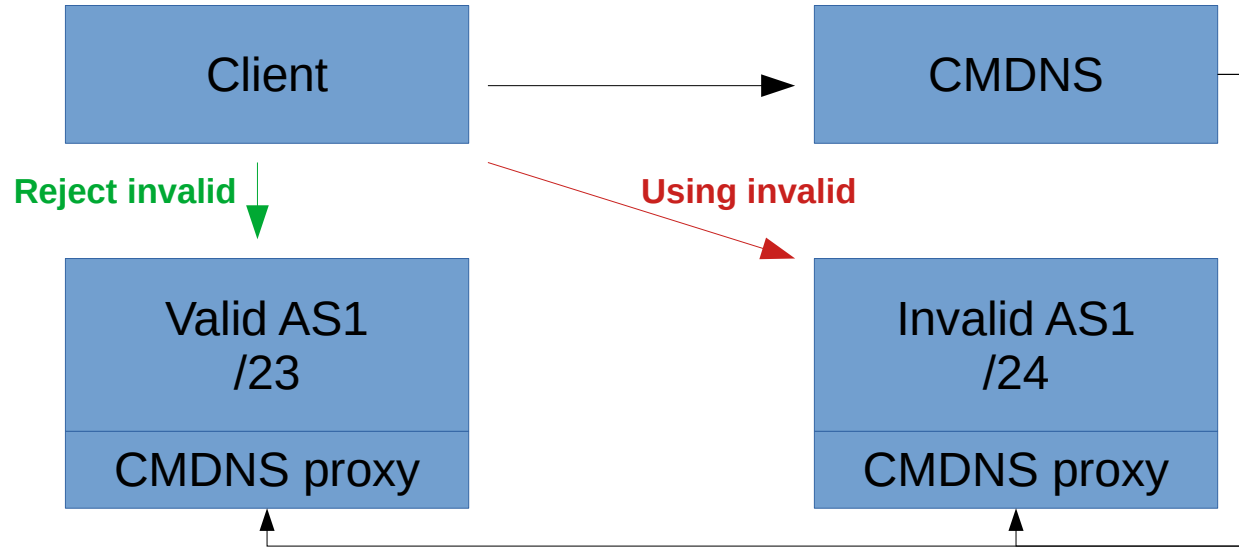 Client
CMDNS
Reject invalid
Using invalid
Valid AS1
/23
Invalid AS1
/24
CMDNS proxy
CMDNS proxy